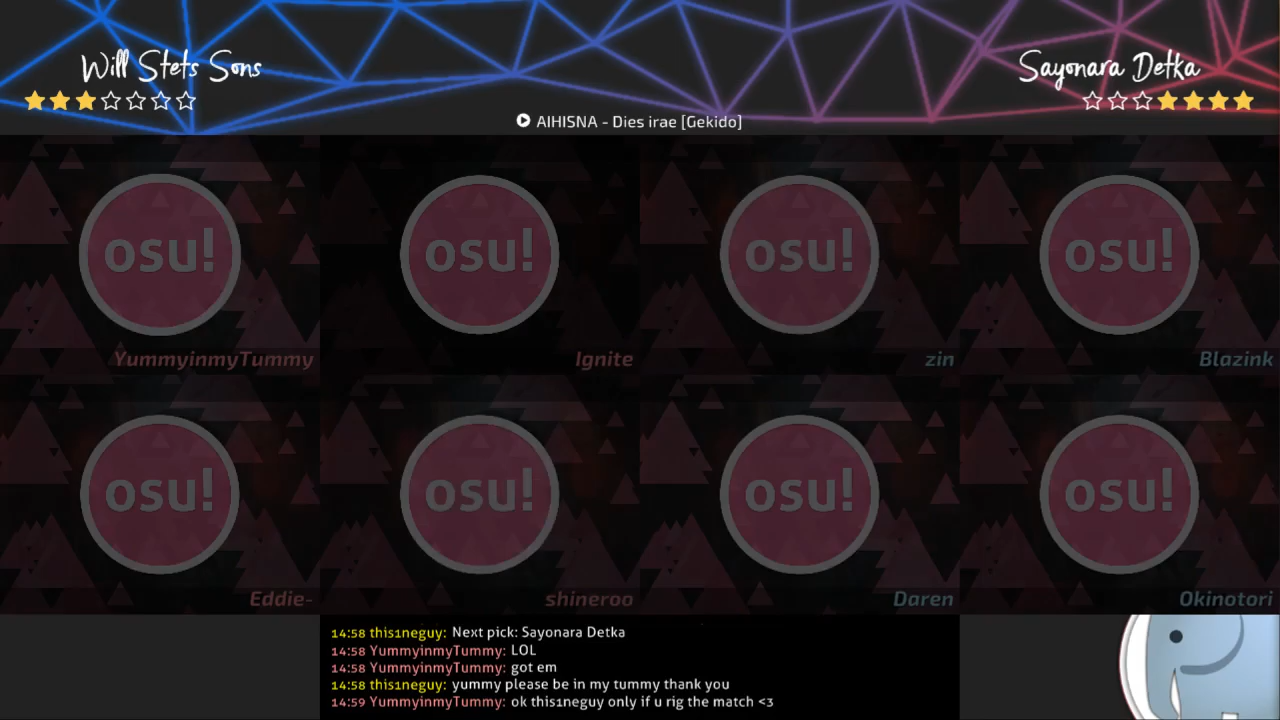 Will Stets Sons
Sayonara Detka
AIHISNA - Dies irae [Gekido]
osu!
osu!
osu!
osu!
YummyinmyTummy
Ignite
zin
Blazink
osu!
osu!
osu!
osu!
Eddie-
shineroo
Daren
Okinotori
14:58 this1neguy: Next pick: Sayonara Detka
14:58 YummyinmyTummy: LOL
14:58 YummyinmyTummy: got em
14:58 this1neguy: yummy please be in my tummy thank you
14:59 YummyinmyTummy: ok this1neguy only if u rig the match <3